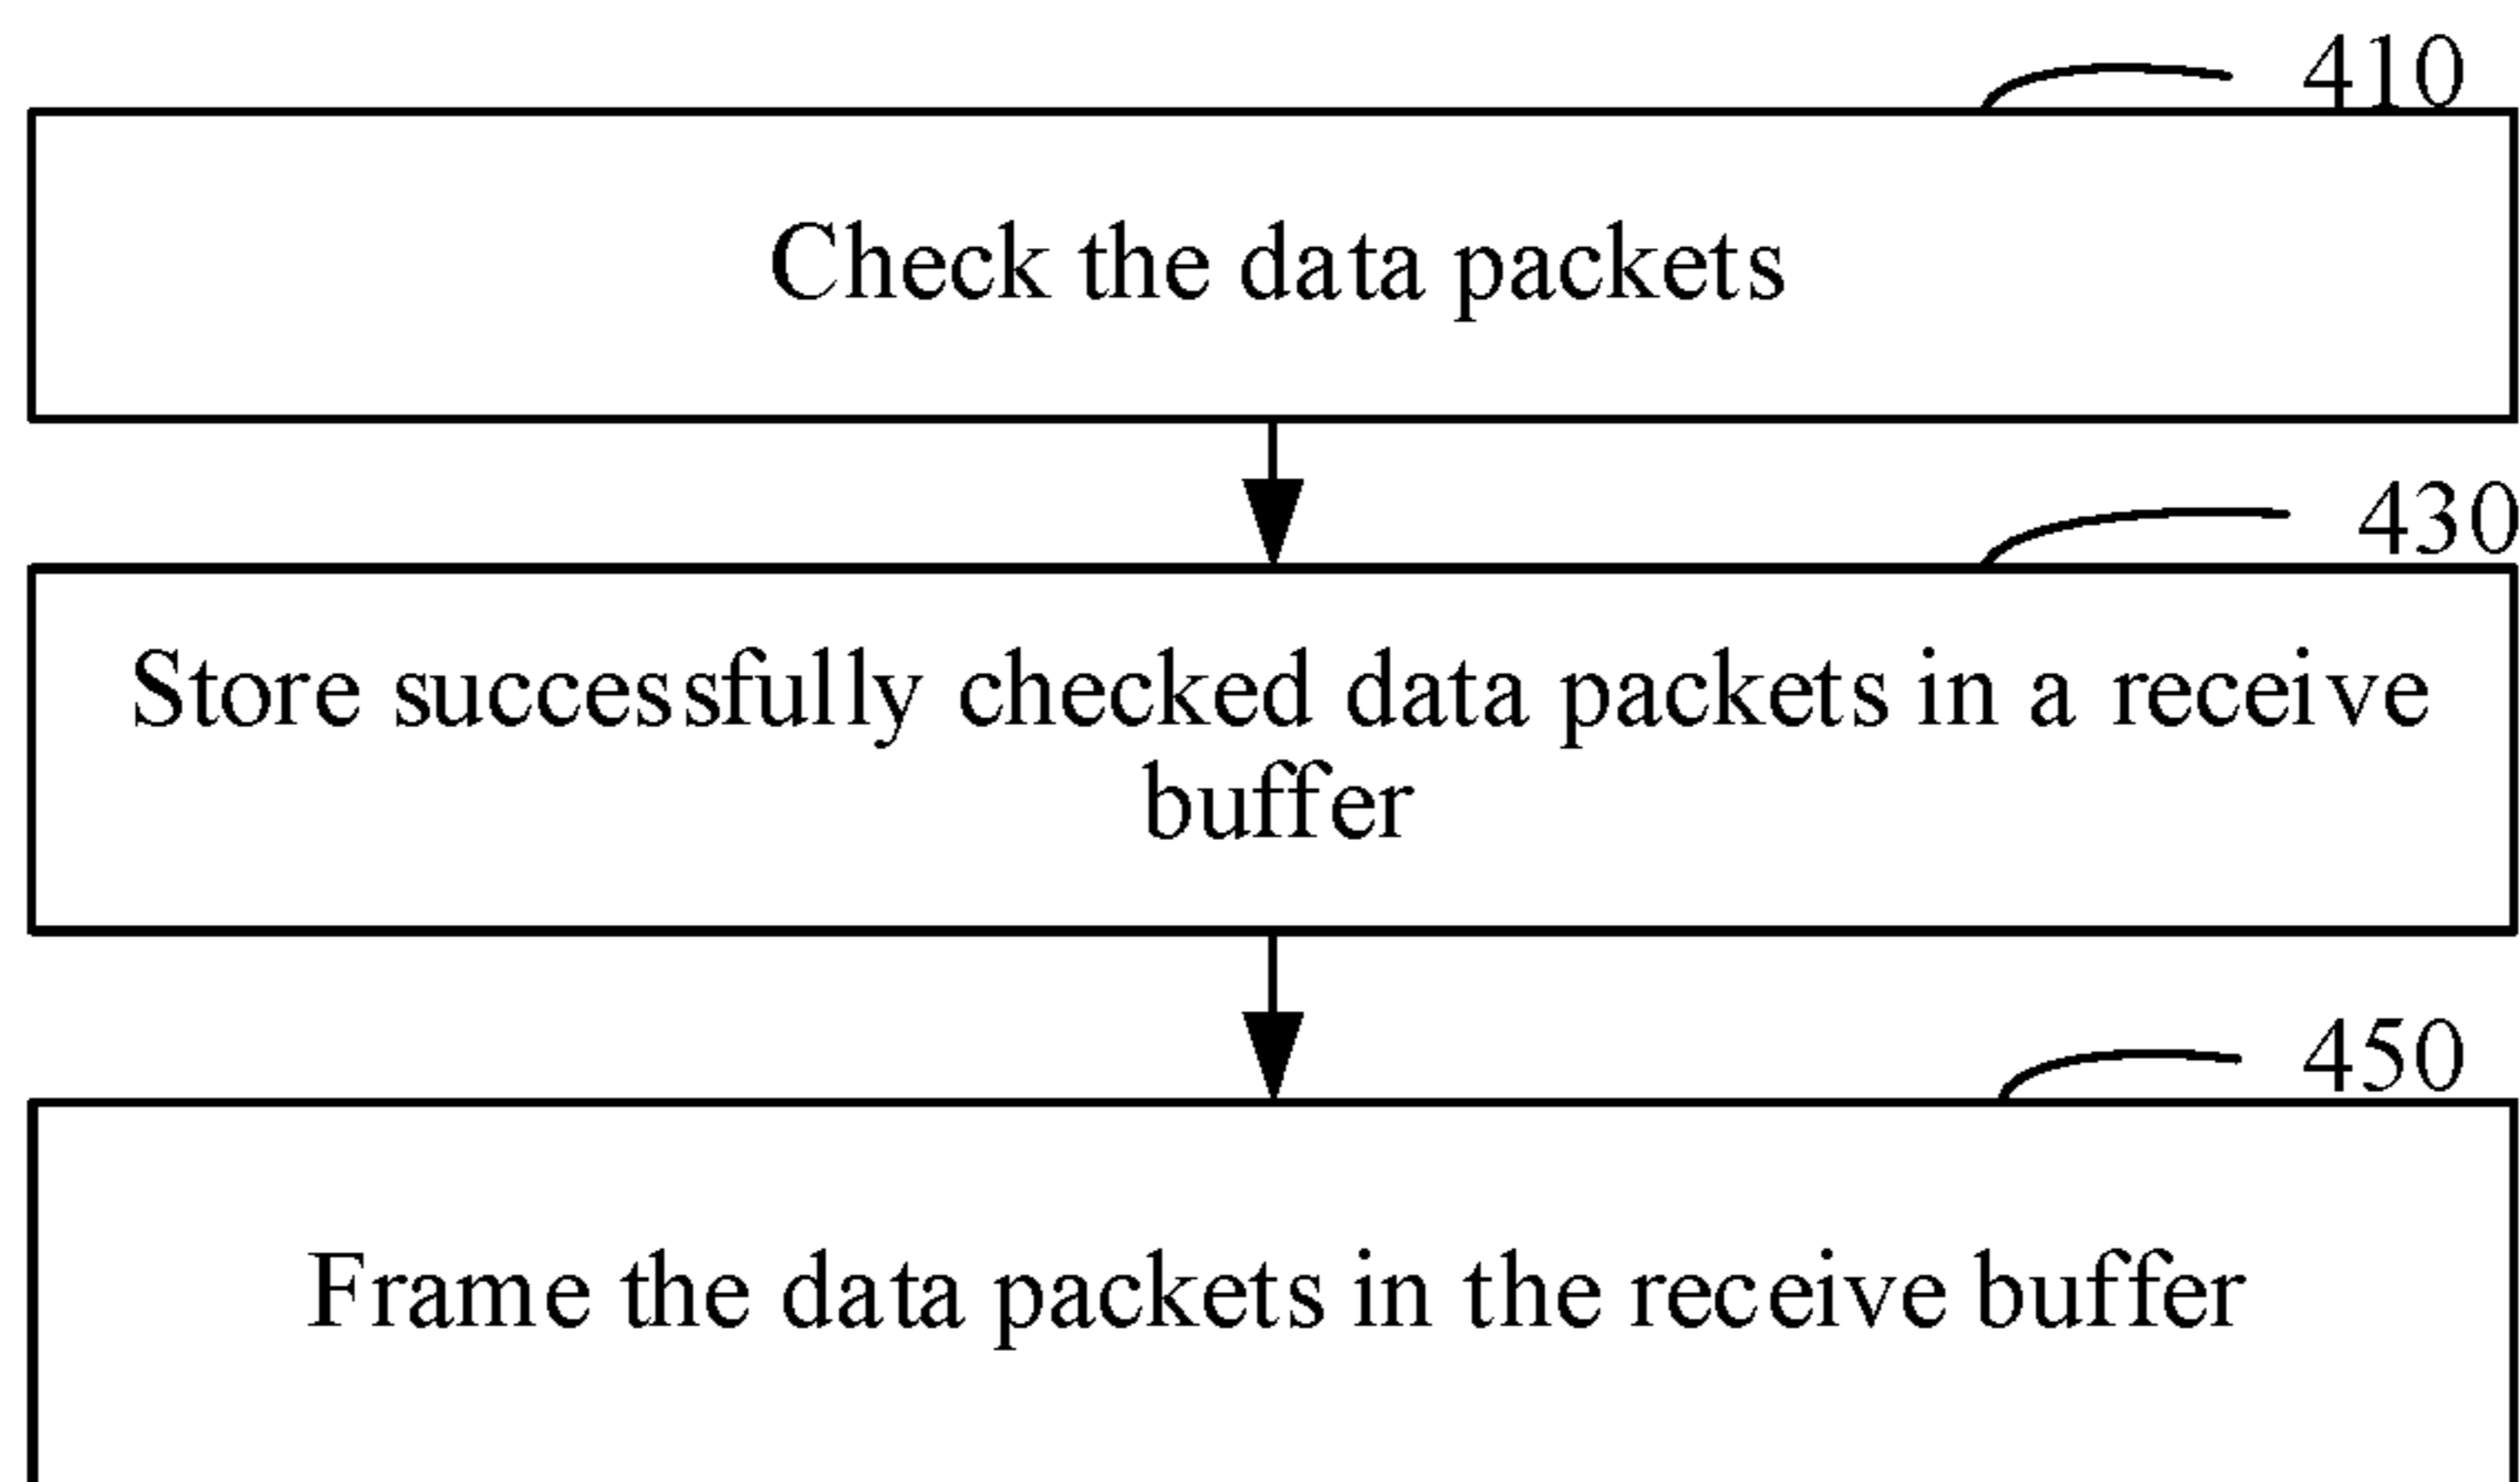 410
Check the data packets
430
Store successfully checked data packets in a receive
buffer
450
Frame the data packets in the receive buffer